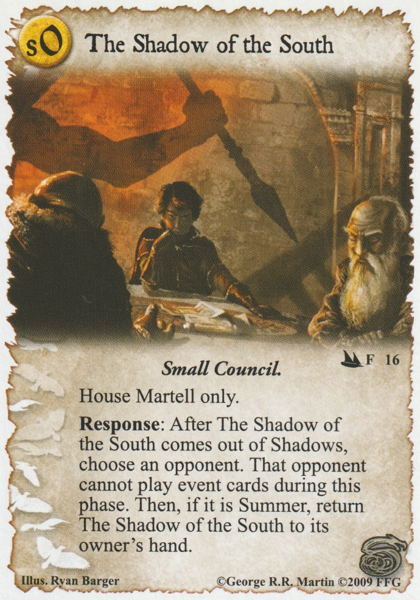 s0 The Shadow of the South
F 16
Small Council.
House Martell only.
Response: After The Shadow of
the South comes out of Shadows,
choose an opponent. That opponent
cannot play event cards during this
phase. Then, if it is Summer, return
The Shadow of the South to its
owner's hand.
Illus. Ryan Barger ©George R.R. Martin ©2009 FFG